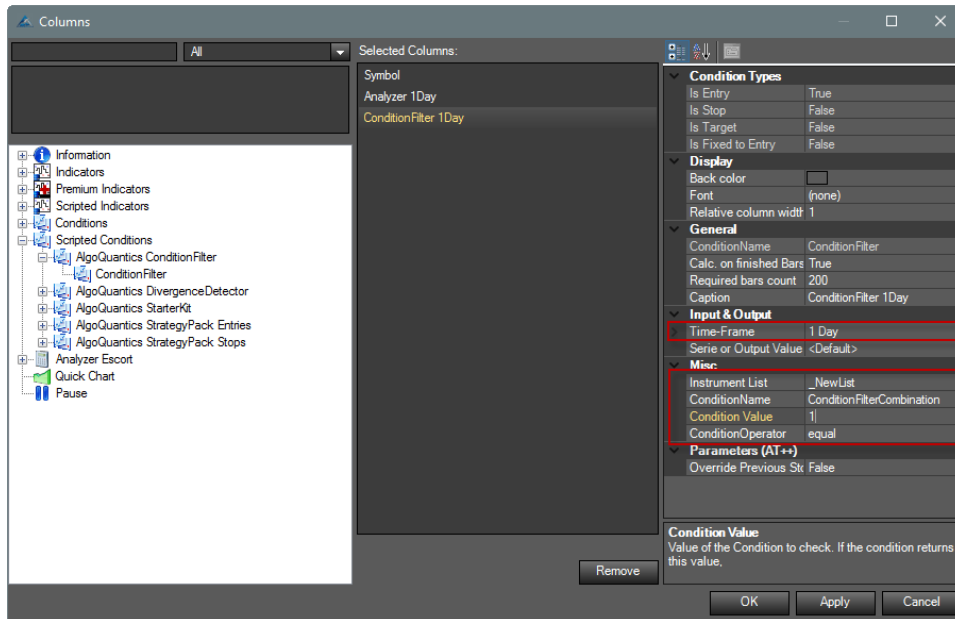 Columns
All
Selected Columns:
Symbol
Analyzer 1Day
ConditionFilter 1Day
Information
Indicators
Premium Indicators
Scripted Indicators
Conditions
Scripted Conditions
AlgoQuantics ConditionFilter
ConditionFilter
AlgoQuantics DivergenceDetector
AlgoQuantics StarterKit
AlgoQuantics StrategyPack Entries
AlgoQuantics StrategyPack Stops
Analyzer Escort
Quick Chart
Pause
Remove
Condition Types
Is Entry True
Is Stop False
Is Target False
Is Fixed to Entry False
Display
Back color
Font (none)
Relative column width 1
General
ConditionName ConditionFilter
Calc. on finished Bars True
Required bars count 200
Caption ConditionFilter 1Day
Input & Output
Time-Frame 1 Day
Serie or Output Value <Default>
Misc
Instrument List _NewList
ConditionName ConditionFilterCombination
Condition Value 1
ConditionOperator equal
Parameters (AT++)
Override Previous Sto False
Condition Value
Value of the Condition to check. If the condition returns
this value,
OK Apply Cancel